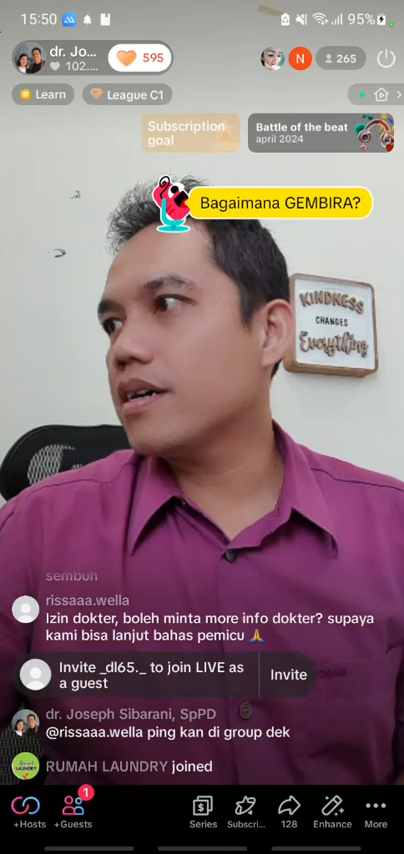 15:50
95%
dr. Jo...
102....
595
N
265
Learn
League C1
Subscription
goal
Battle of the beat
april 2024
Bagaimana GEMBIRA?
KINDNESS
CHANGES
Everything
sembuh
rissaaa.wella
Izin dokter, boleh minta more info dokter? supaya
kami bisa lanjut bahas pemicu 🙏
Invite _dl65._ to join LIVE as
a guest
Invite
dr. Joseph Sibarani, SpPD
@rissaaa.wella ping kan di group dek
RUMAH LAUNDRY joined
1
+Hosts
+Guests
Series
Subscri...
128
Enhance
More